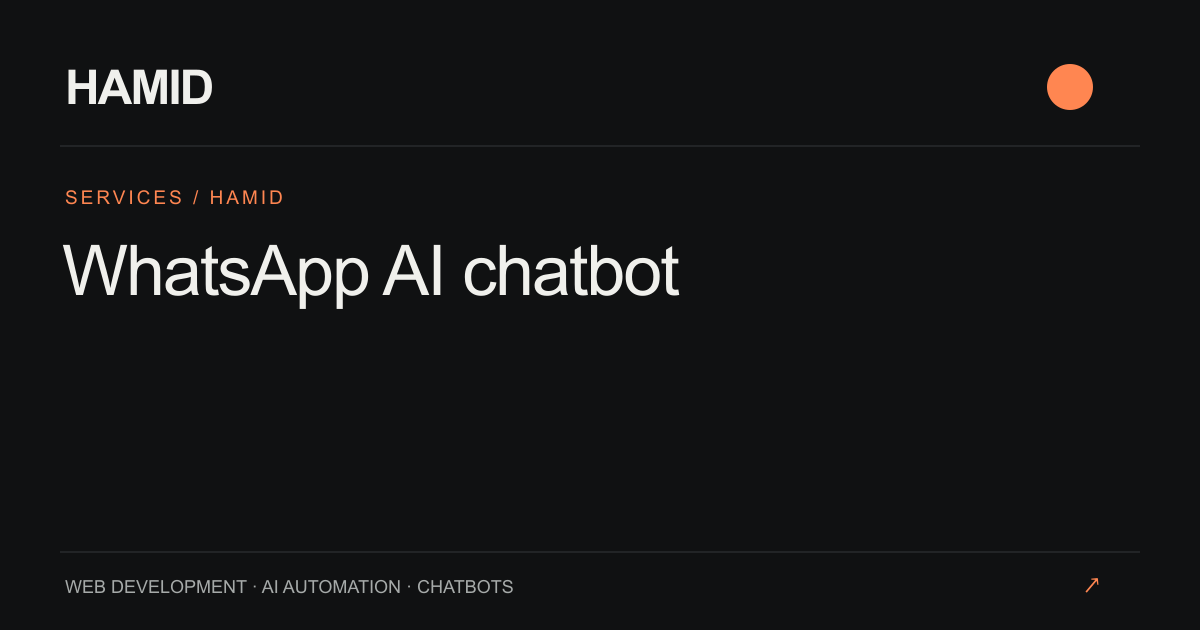 HAMID
SERVICES / HAMID
WhatsApp AI chatbot
WEB DEVELOPMENT · AI AUTOMATION · CHATBOTS
↗